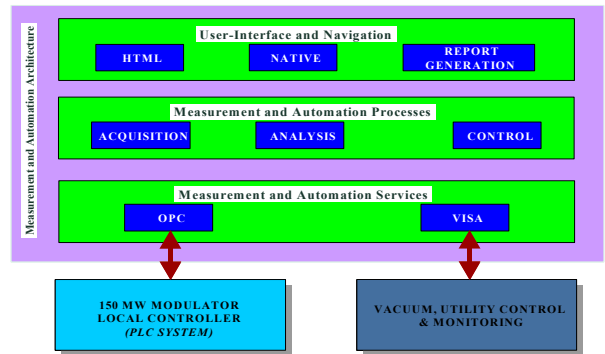 Measurement and Automation Architecture
User-Interface and Navigation
HTML
NATIVE
REPORT
GENERATION
Measurement and Automation Processes
ACQUISITION
ANALYSIS
CONTROL
Measurement and Automation Services
OPC
VISA
150 MW MODULATOR
LOCAL CONTROLLER
(PLC SYSTEM)
VACUUM, UTILITY CONTROL
& MONITORING